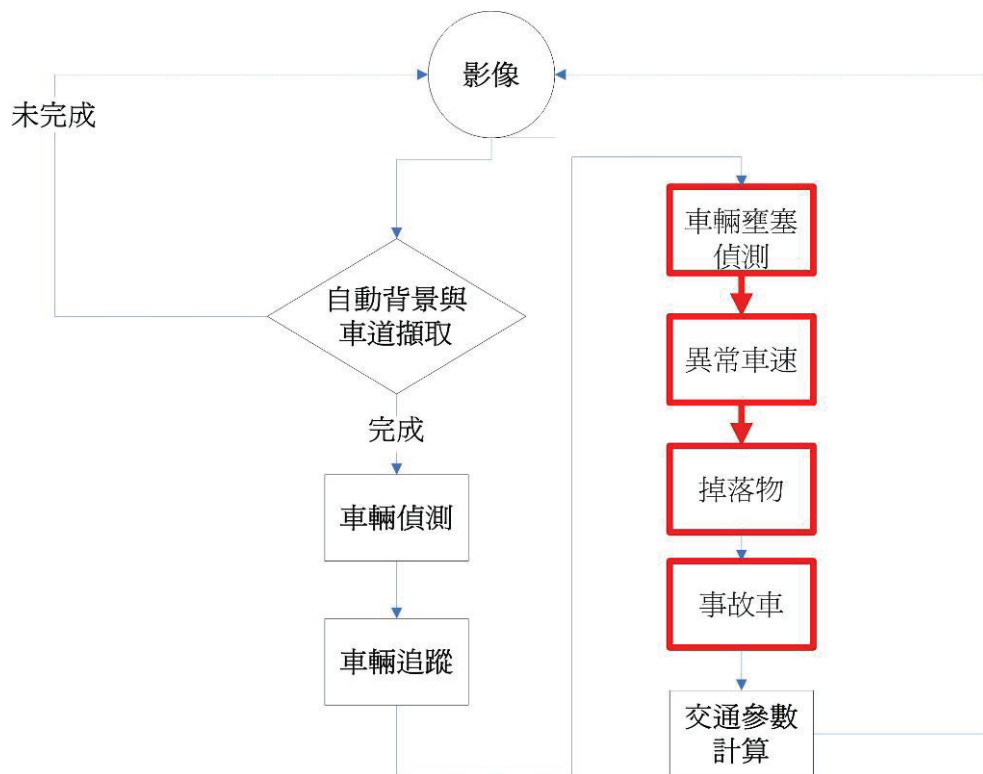 影像
未完成
自動背景與
車道擷取
完成
車輛偵測
車輛追蹤
車輛壅塞
偵測
異常車速
掉落物
事故車
交通參數
計算